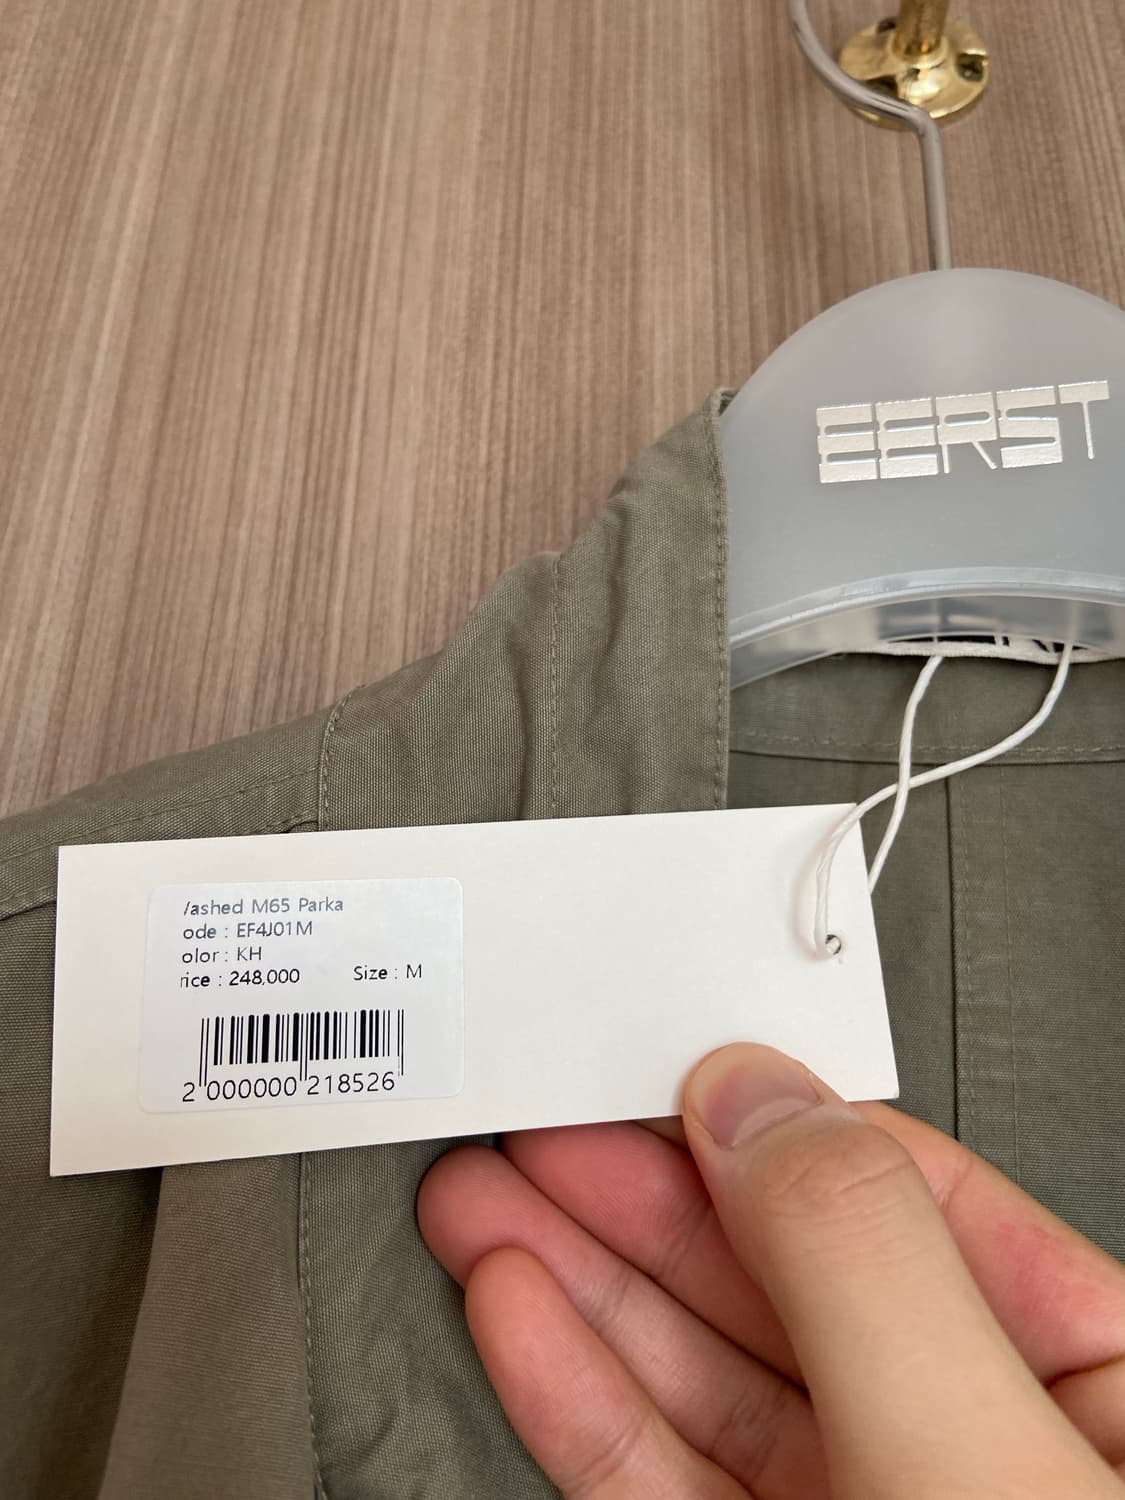 EERST
/ashed M65 Parka
ode : EF4J01M
olor : KH
rice : 248,000 Size : M
2 000000 218526